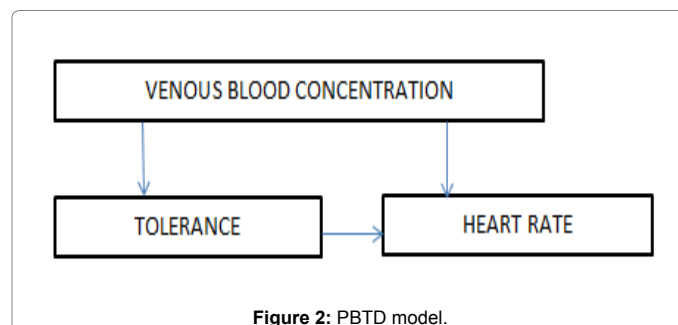 VENOUS BLOOD CONCENTRATION
TOLERANCE
HEART RATE
Figure 2: PBTD model.